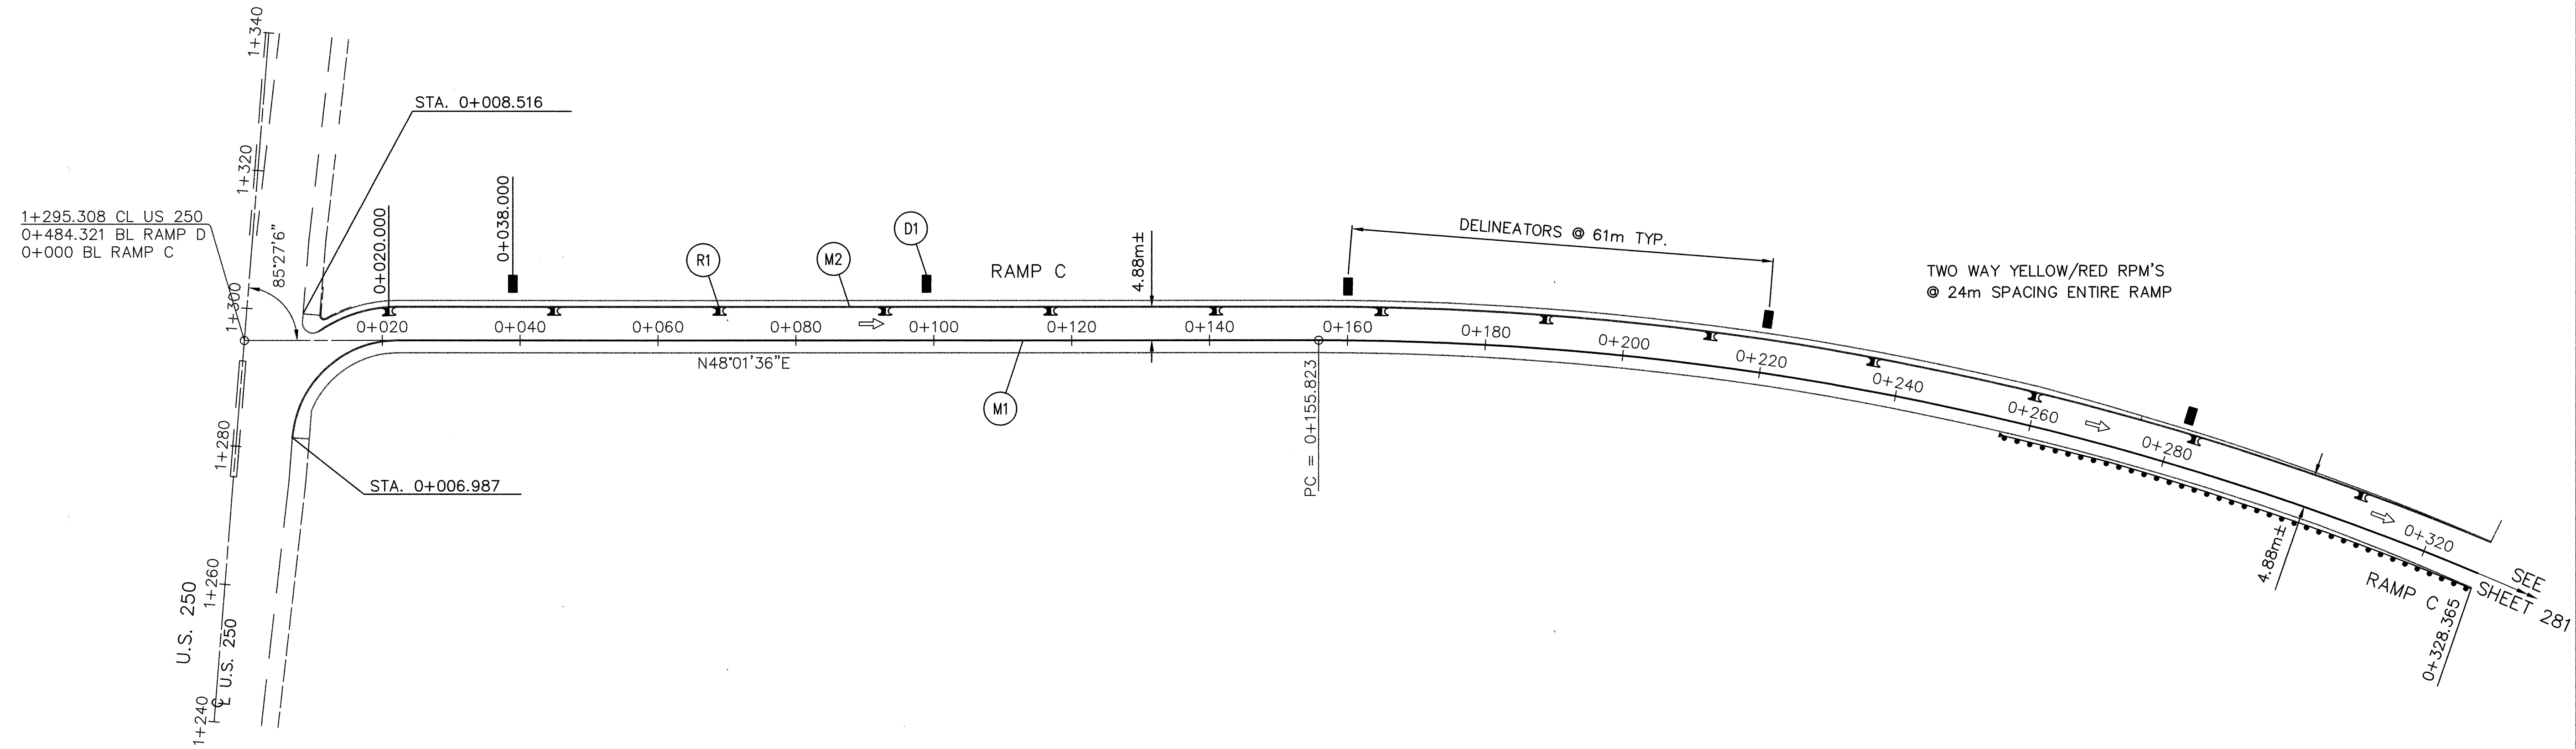 1+340
1+320
1+300
1+280
1+260
1+240
U.S. 250
℄ U.S. 250
1+295.308 CL US 250
0+484.321 BL RAMP D
0+000 BL RAMP C
85°27'6"
STA. 0+008.516
STA. 0+006.987
0+020.000
0+038.000
R1
M2
D1
RAMP C
4.88m±
DELINEATORS @ 61m TYP.
TWO WAY YELLOW/RED RPM'S
@ 24m SPACING ENTIRE RAMP
0+020
0+040
0+060
0+080
0+100
0+120
0+140
0+160
0+180
0+200
0+220
0+240
0+260
0+280
0+320
N48°01'36"E
M1
PC = 0+155.823
4.88m±
RAMP C
0+328.365
SEE
SHEET 281